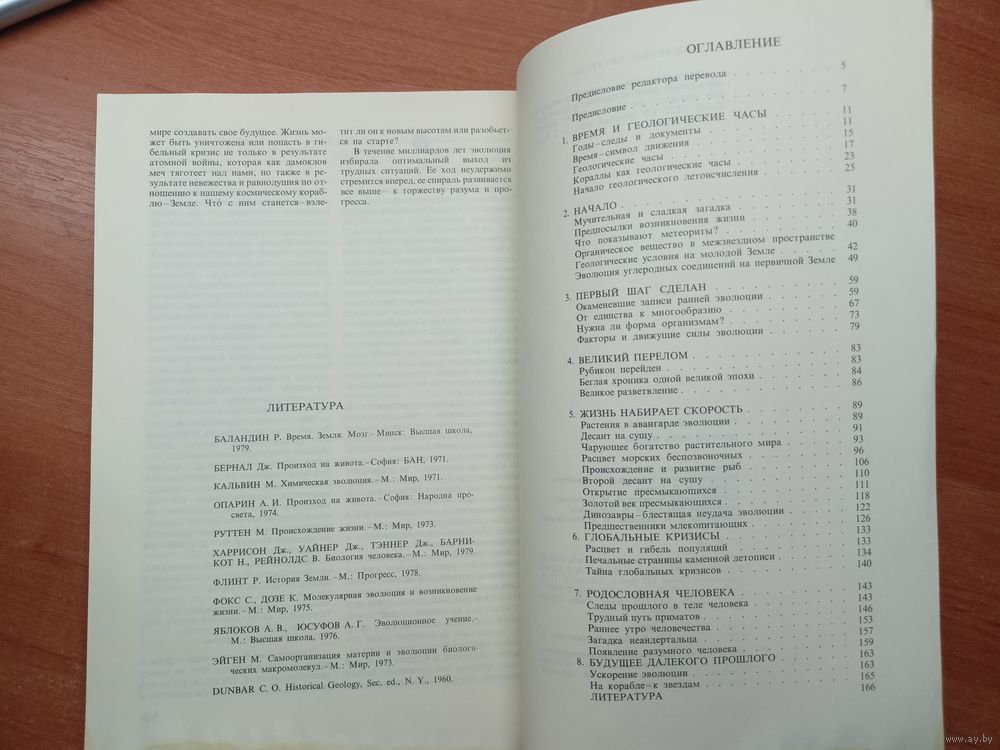 мире создавать свое будущее. Жизнь мо-
жет быть уничтожена или попасть в ги-
бельный кризис не только в результате
атомной войны, которая как дамоклов
меч тяготеет над нами, но также в ре-
зультате невежества и равнодушия по от-
ношению к нашему космическому кораб-
лю–Земле. Что́ с ним станется–взле-
тит ли он к новым высотам или разобьет-
ся на старте?
В течение миллиардов лет эволюция
избирала оптимальный выход из
трудных ситуаций. Ее ход неудержимо
стремится вперед, ее спираль развивается
все выше– к торжеству разума и про-
гресса.
ЛИТЕРАТУРА
БАЛАНДИН Р. Время. Земля. Мозг.–Минск: Высшая школа,
1979.
БЕРНАЛ Дж. Произход на живота.–София: БАН, 1971.
КАЛЬВИН М. Химическая эволюция.–М.: Мир, 1971.
ОПАРИН А. И. Произход на живота.–София: Народна про-
света, 1974.
РУТТЕН М. Происхождение жизни.–М.: Мир, 1973.
ХАРРИСОН Дж., УАЙНЕР Дж., ТЭННЕР Дж., БАРНИ-
КОТ Н., РЕЙНОЛДС В. Биология человека.–М.: Мир, 1979.
ФЛИНТ Р. История Земли.–М.: Прогресс, 1978.
ФОКС С., ДОЗЕ К. Молекулярная эволюция и возникновение
жизни.–М.: Мир, 1975.
ЯБЛОКОВ А. В., ЮСУФОВ А. Г. Эволюционное учение.–
М.: Высшая школа, 1976.
ЭЙГЕН М. Самоорганизация материи и эволюции биологи-
ческих макромолекул.–М.: Мир, 1973.
DUNBAR C. O. Historical Geology, Sec. ed., N. Y., 1960.
ОГЛАВЛЕНИЕ
Предисловие редактора перевода . . . . . . . . 5
Предисловие . . . . . . . . . . . . . . . 7
1. ВРЕМЯ И ГЕОЛОГИЧЕСКИЕ ЧАСЫ . . . . . . 11
Годы–следы и документы . . . . . . . . . . 11
Время–символ движения . . . . . . . . . . 15
Геологические часы . . . . . . . . . . . . 17
Кораллы как геологические часы . . . . . . . . 23
Начало геологического летоисчисления . . . . . . 25
2. НАЧАЛО . . . . . . . . . . . . . . . 31
Мучительная и сладкая загадка . . . . . . . . 31
Предпосылки возникновения жизни . . . . . . . 38
Что показывают метеориты? . . . . . . . . . 40
Органическое вещество в межзвездном пространстве
Геологические условия на молодой Земле . . . . . 42
Эволюция углеродных соединений на первичной Земле 49
3. ПЕРВЫЙ ШАГ СДЕЛАН . . . . . . . . . . 59
Окаменевшие записи ранней эволюции . . . . . . 59
От единства к многообразию . . . . . . . . . 67
Нужна ли форма организмам? . . . . . . . . . 73
Факторы и движущие силы эволюции . . . . . . 79
4. ВЕЛИКИЙ ПЕРЕЛОМ . . . . . . . . . . . 83
Рубикон перейден . . . . . . . . . . . . . 83
Беглая хроника одной великой эпохи . . . . . . . 84
Великое разветвление . . . . . . . . . . . . 86
5. ЖИЗНЬ НАБИРАЕТ СКОРОСТЬ . . . . . . . 89
Растения в авангарде эволюции . . . . . . . . 89
Десант на сушу . . . . . . . . . . . . . . 91
Чарующее богатство растительного мира . . . . . 93
Расцвет морских беспозвоночных . . . . . . . . 96
Происхождение и развитие рыб . . . . . . . . 106
Второй десант на сушу . . . . . . . . . . . 110
Открытие пресмыкающихся . . . . . . . . . . 111
Золотой век пресмыкающихся . . . . . . . . . 118
Динозавры–блестящая неудача эволюции . . . . . 122
Предшественники млекопитающих . . . . . . . . 126
6. ГЛОБАЛЬНЫЕ КРИЗИСЫ . . . . . . . . . 133
Расцвет и гибель популяций . . . . . . . . . 133
Печальные страницы каменной летописи . . . . . 134
Тайна глобальных кризисов . . . . . . . . . . 140
7. РОДОСЛОВНАЯ ЧЕЛОВЕКА . . . . . . . . 143
Следы прошлого в теле человека . . . . . . . . 143
Трудный путь приматов . . . . . . . . . . . 146
Раннее утро человечества . . . . . . . . . . 153
Загадка неандертальца . . . . . . . . . . . 157
Появление разумного человека . . . . . . . . . 159
8. БУДУЩЕЕ ДАЛЕКОГО ПРОШЛОГО . . . . . . 163
Ускорение эволюции . . . . . . . . . . . . 163
На корабле–к звездам . . . . . . . . . . . 165
ЛИТЕРАТУРА 166
www.ay.by